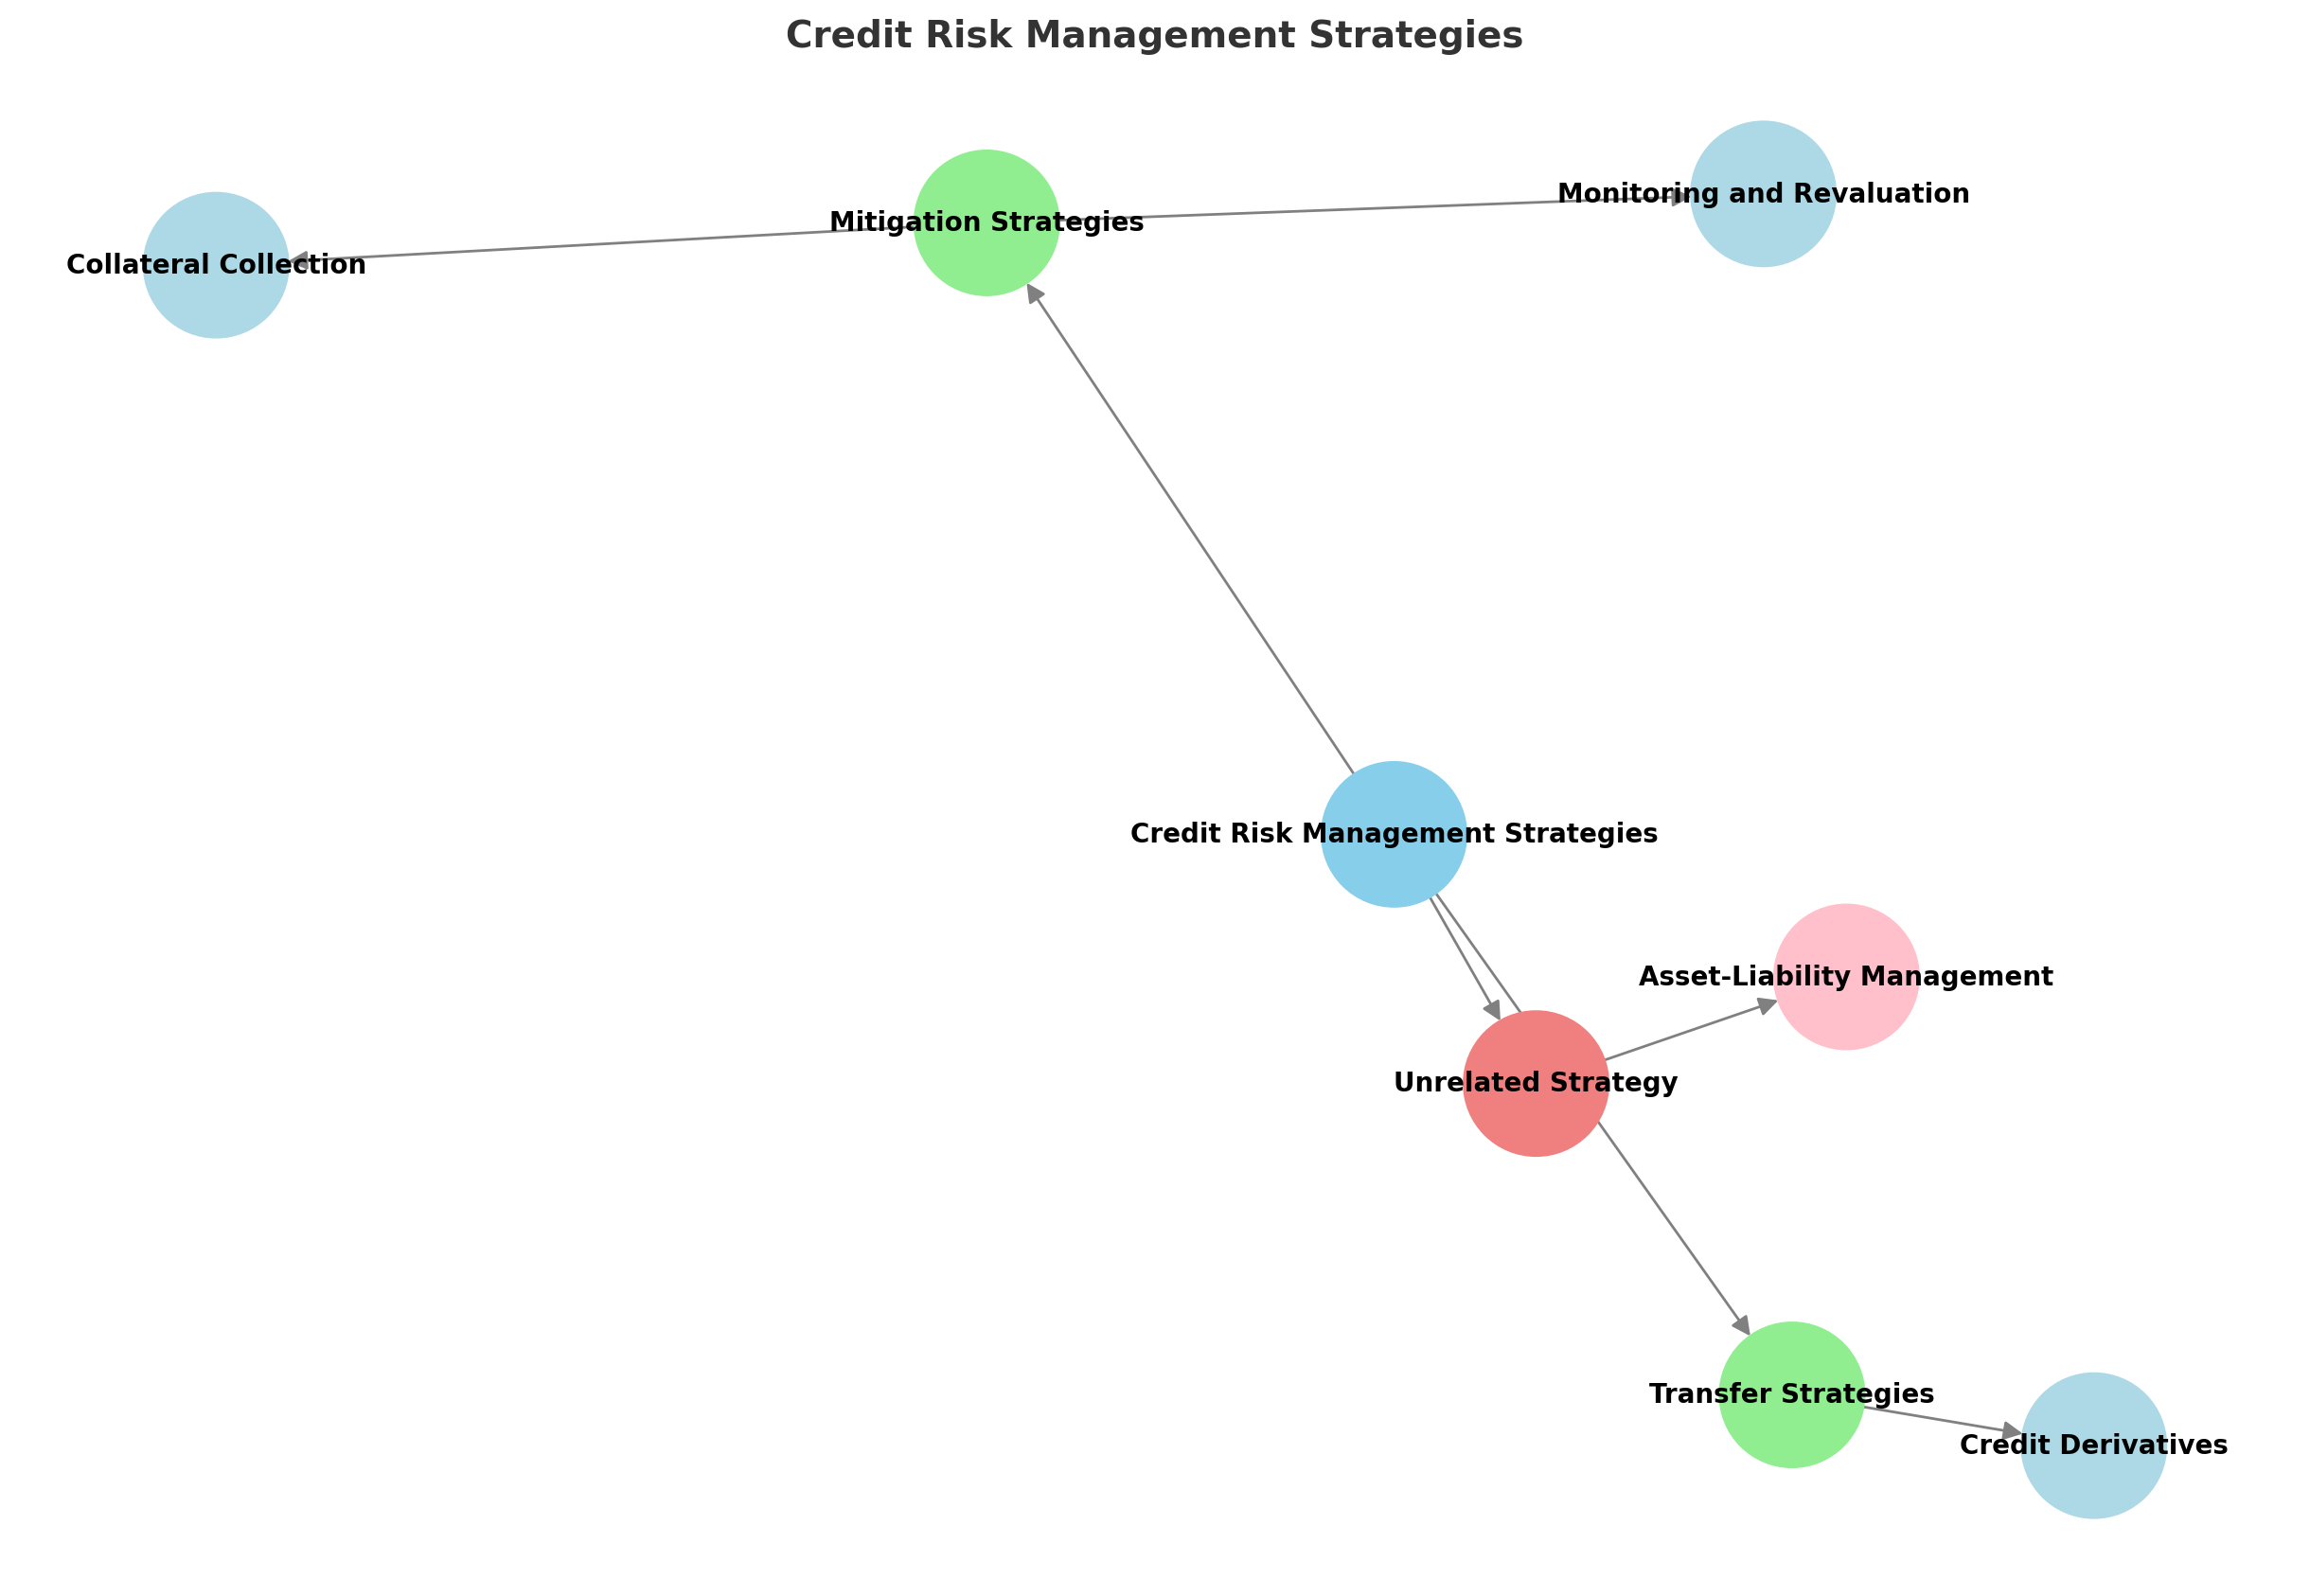 Credit Risk Management Strategies
Monitoring and Revaluation
Mitigation Strategies
Collateral Collection
Credit Risk Management Strategies
Asset-Liability Management
Unrelated Strategy
Transfer Strategies
Credit Derivatives